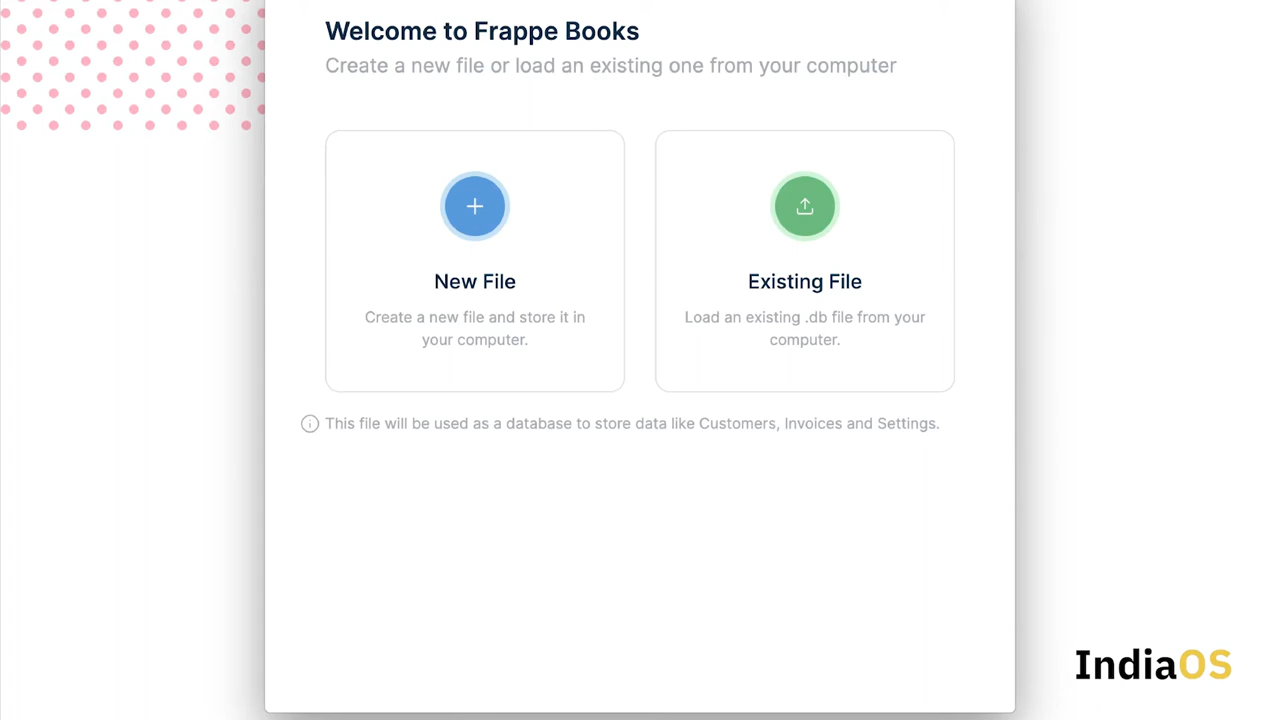 Welcome to Frappe Books
Create a new file or load an existing one from your computer
New File
Create a new file and store it in
your computer.
Existing File
Load an existing .db file from your
computer.
This file will be used as a database to store data like Customers, Invoices and Settings.
IndiaOS